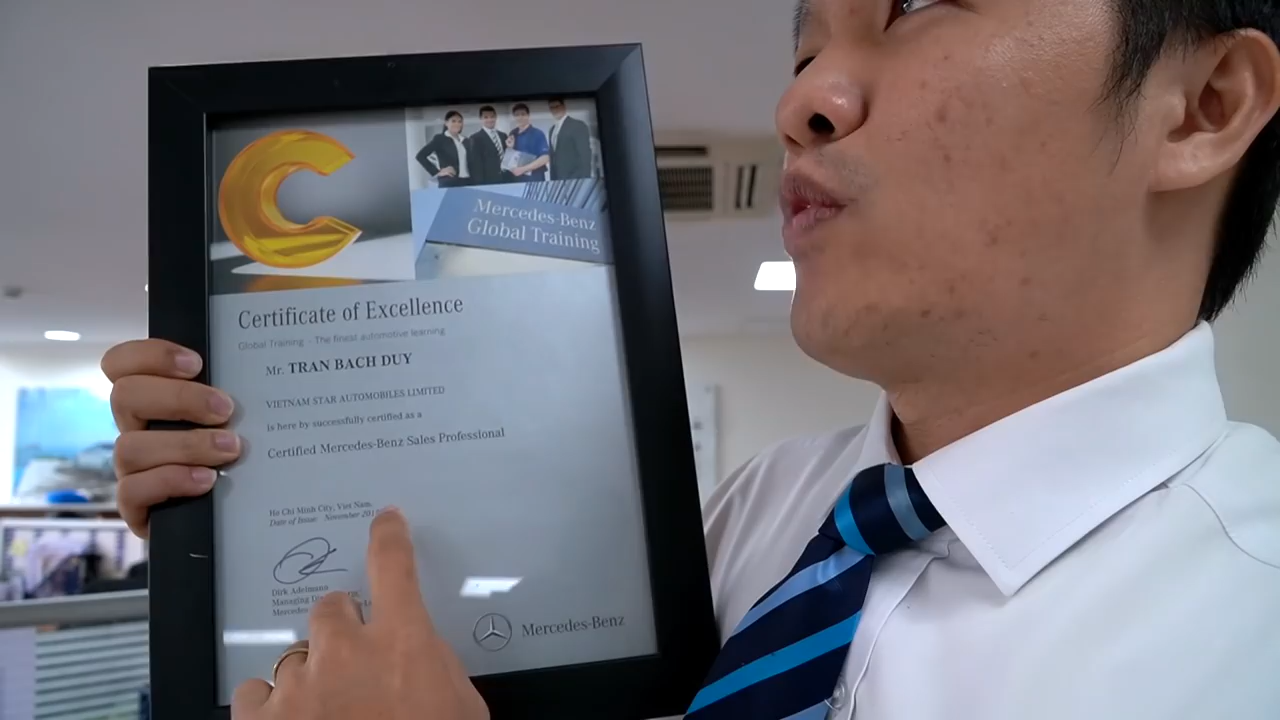 Mercedes-Benz
Global Training
Certificate of Excellence
Global Training - The finest automotive learning
Mr. TRAN BACH DUY
VIETNAM STAR AUTOMOBILES LIMITED
is here by successfully certified as a
Certified Mercedes-Benz Sales Professional
Ho Chi Minh City, Viet Nam,
Date of Issue: November
Dirk Adelmann
Managing
Mercedes
Mercedes-Benz